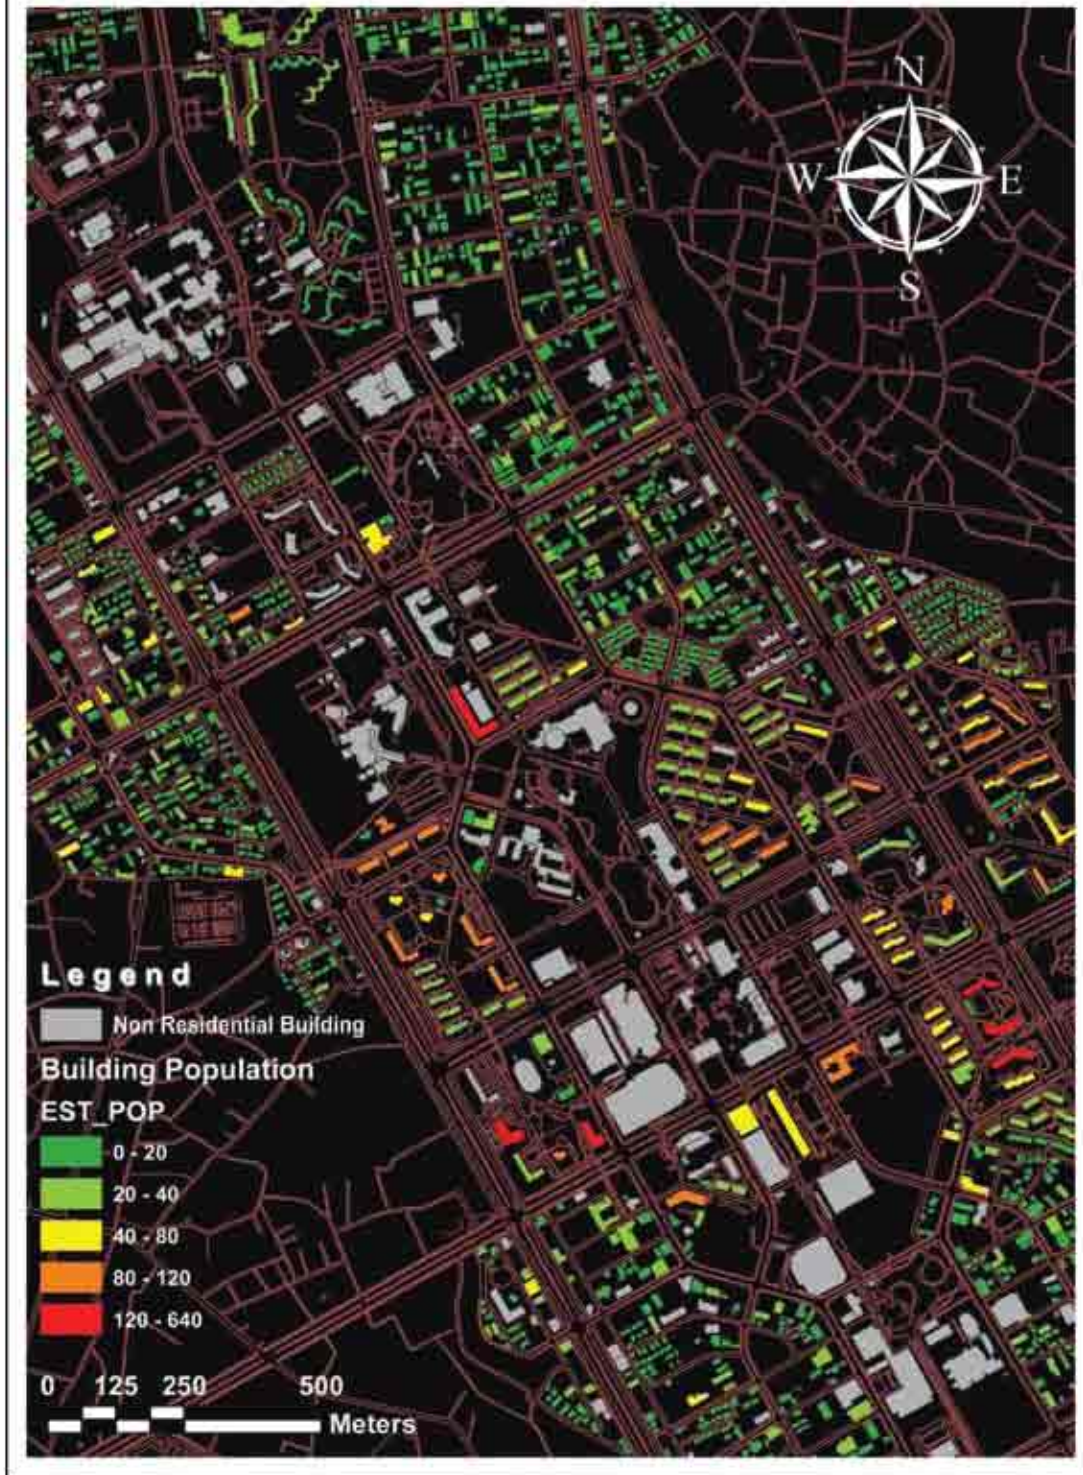 N
W E
S
Legend
Non Residential Building
Building Population
EST_POP
0 - 20
20 - 40
40 - 80
80 - 120
120 - 640
0 125 250 500
Meters